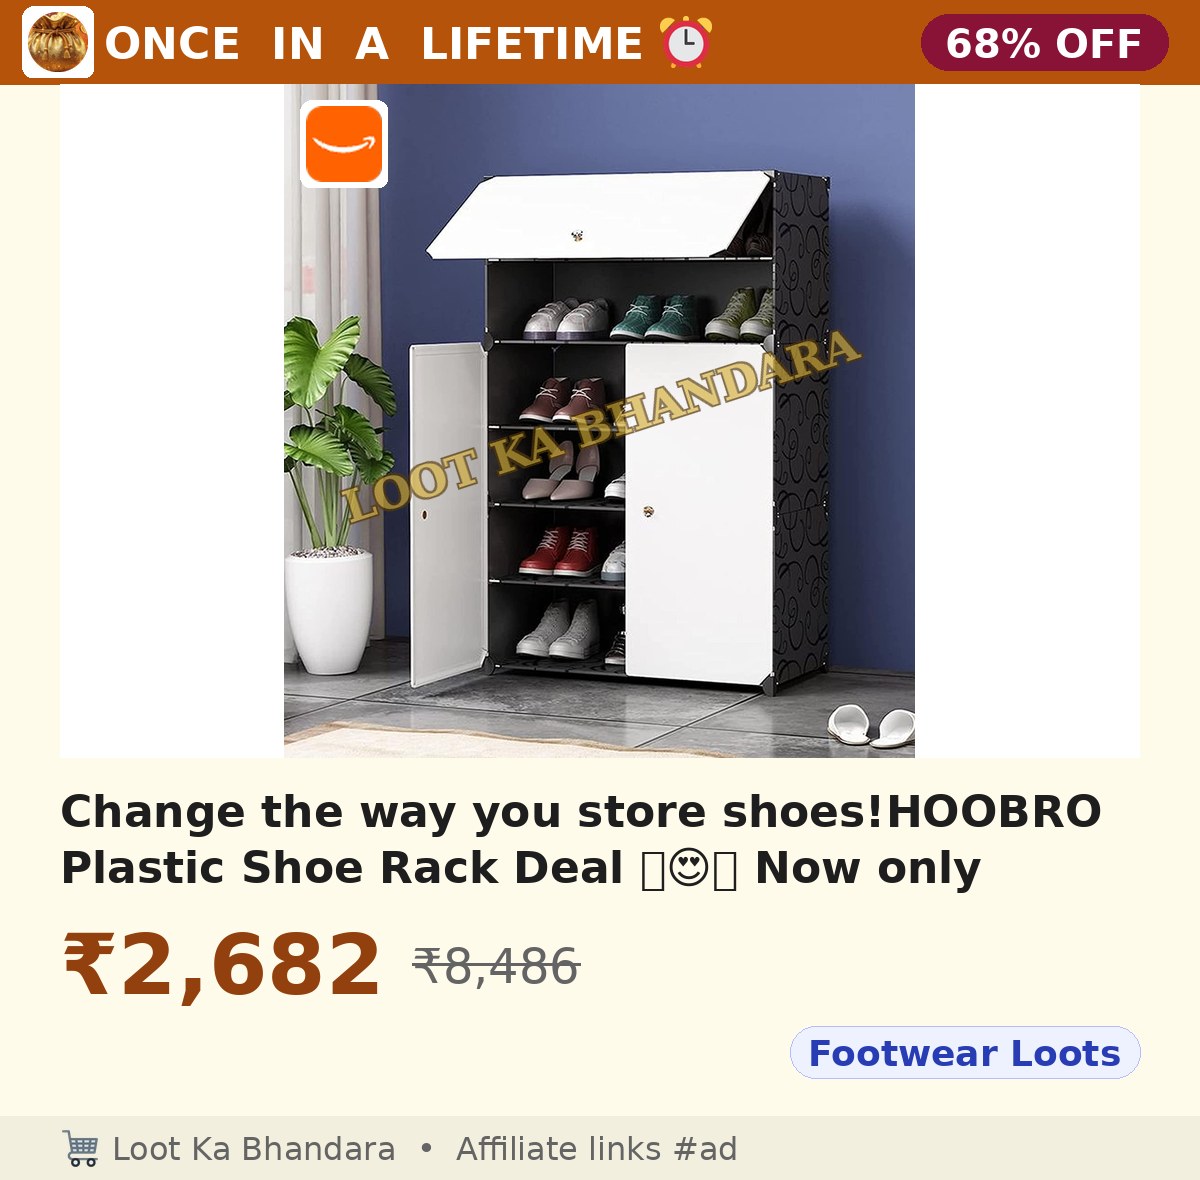 ONCE IN A LIFETIME ⏰
68% OFF
LOOT KA BHANDARA
Change the way you store shoes!HOOBRO
Plastic Shoe Rack Deal 😍 Now only
₹2,682 ₹8,486
Footwear Loots
🛒 Loot Ka Bhandara • Affiliate links #ad